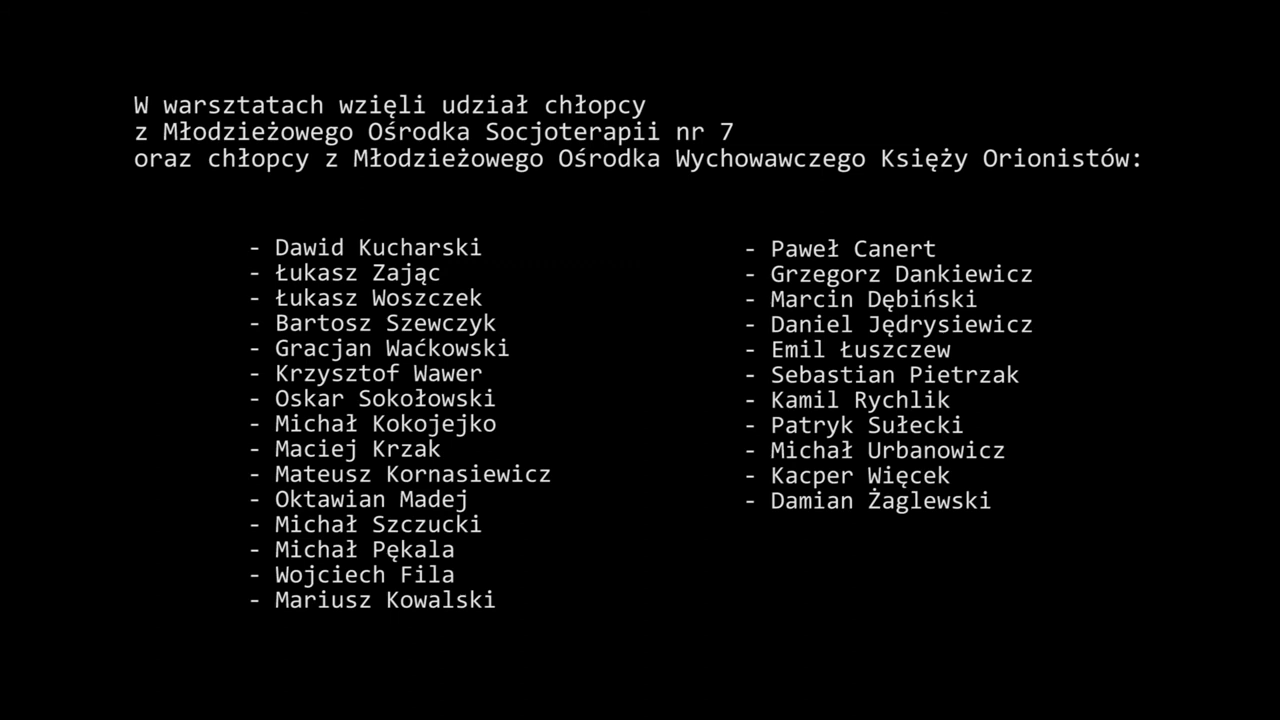 W warsztatach wzięli udział chłopcy
z Młodzieżowego Ośrodka Socjoterapii nr 7
oraz chłopcy z Młodzieżowego Ośrodka Wychowawczego Księży Orionistów:
- Dawid Kucharski
- Łukasz Zając
- Łukasz Woszczek
- Bartosz Szewczyk
- Gracjan Waćkowski
- Krzysztof Wawer
- Oskar Sokołowski
- Michał Kokojejko
- Maciej Krzak
- Mateusz Kornasiewicz
- Oktawian Madej
- Michał Szczucki
- Michał Pękala
- Wojciech Fila
- Mariusz Kowalski
- Paweł Canert
- Grzegorz Dankiewicz
- Marcin Dębiński
- Daniel Jędrysiewicz
- Emil Łuszczew
- Sebastian Pietrzak
- Kamil Rychlik
- Patryk Sułecki
- Michał Urbanowicz
- Kacper Więcek
- Damian Żaglewski